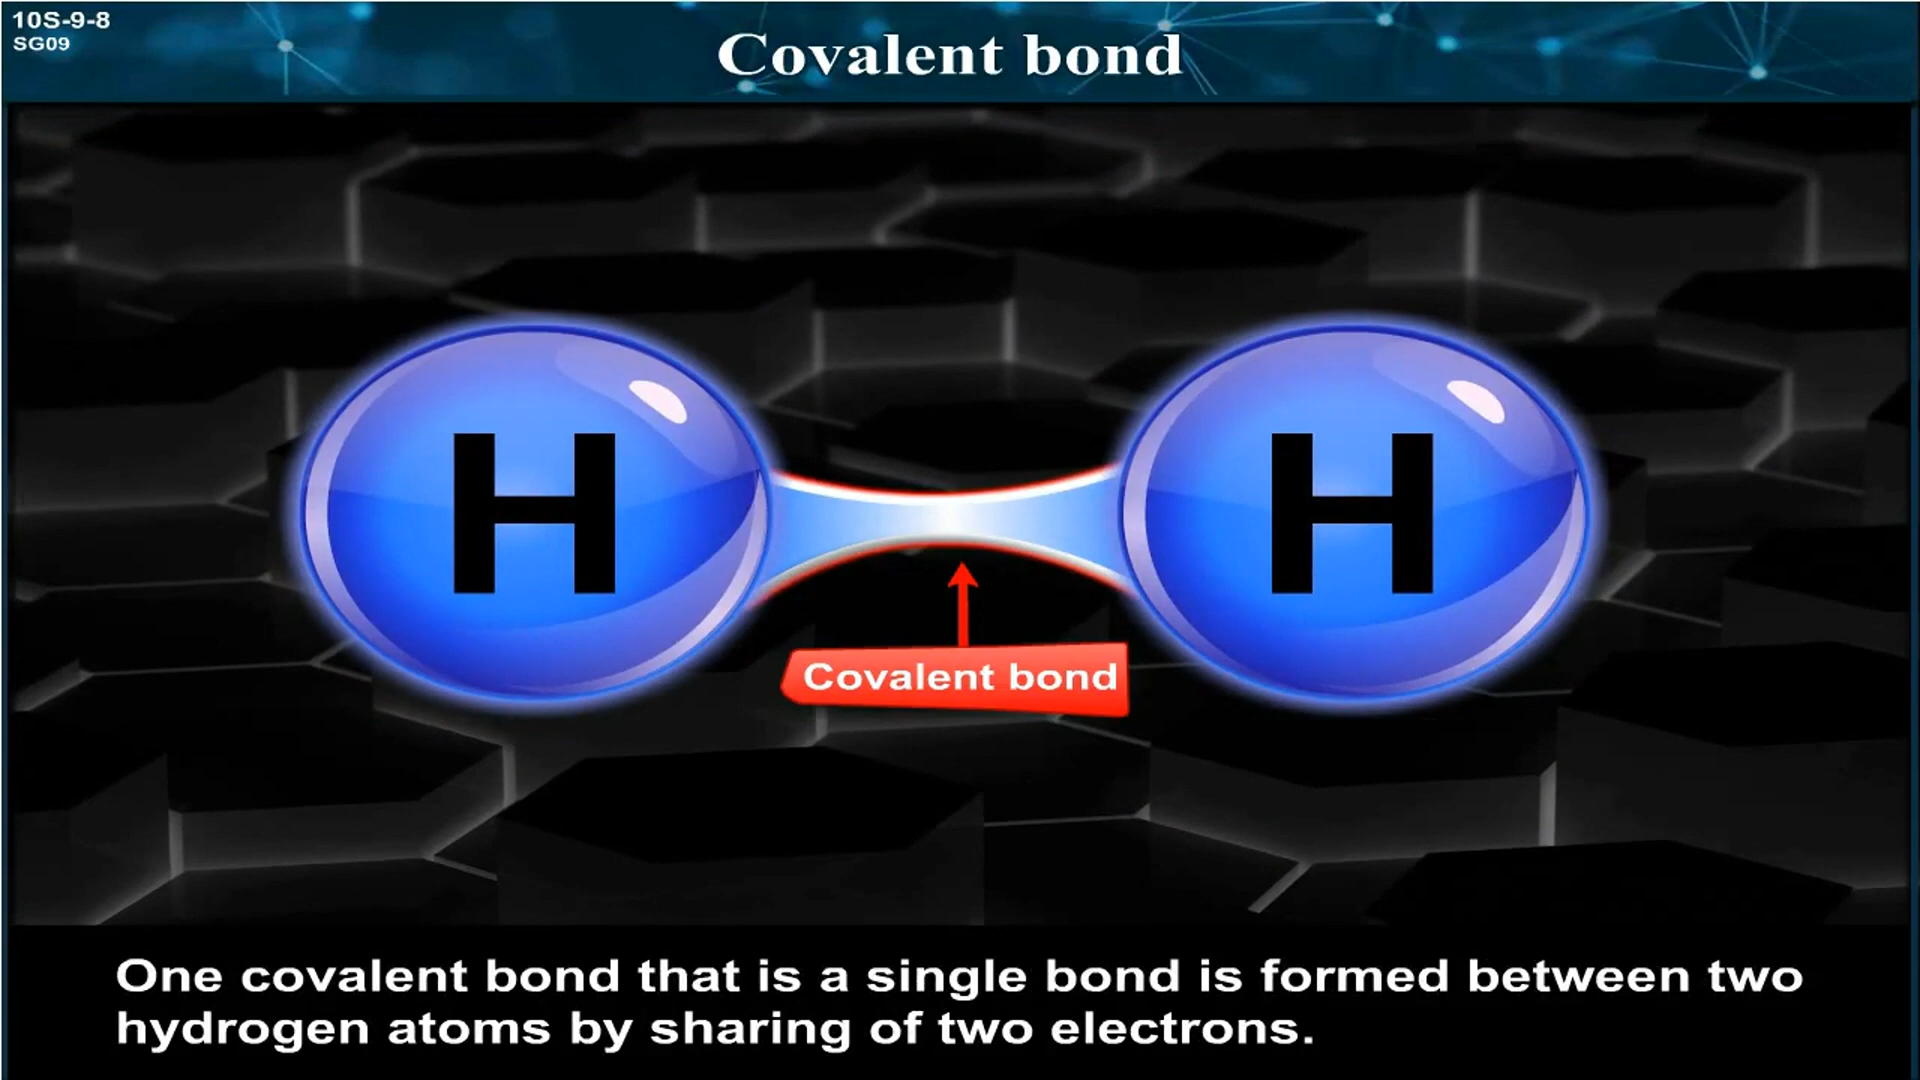 10S-9-8
SG09
Covalent bond
H
H
Covalent bond
One covalent bond that is a single bond is formed between two
hydrogen atoms by sharing of two electrons.